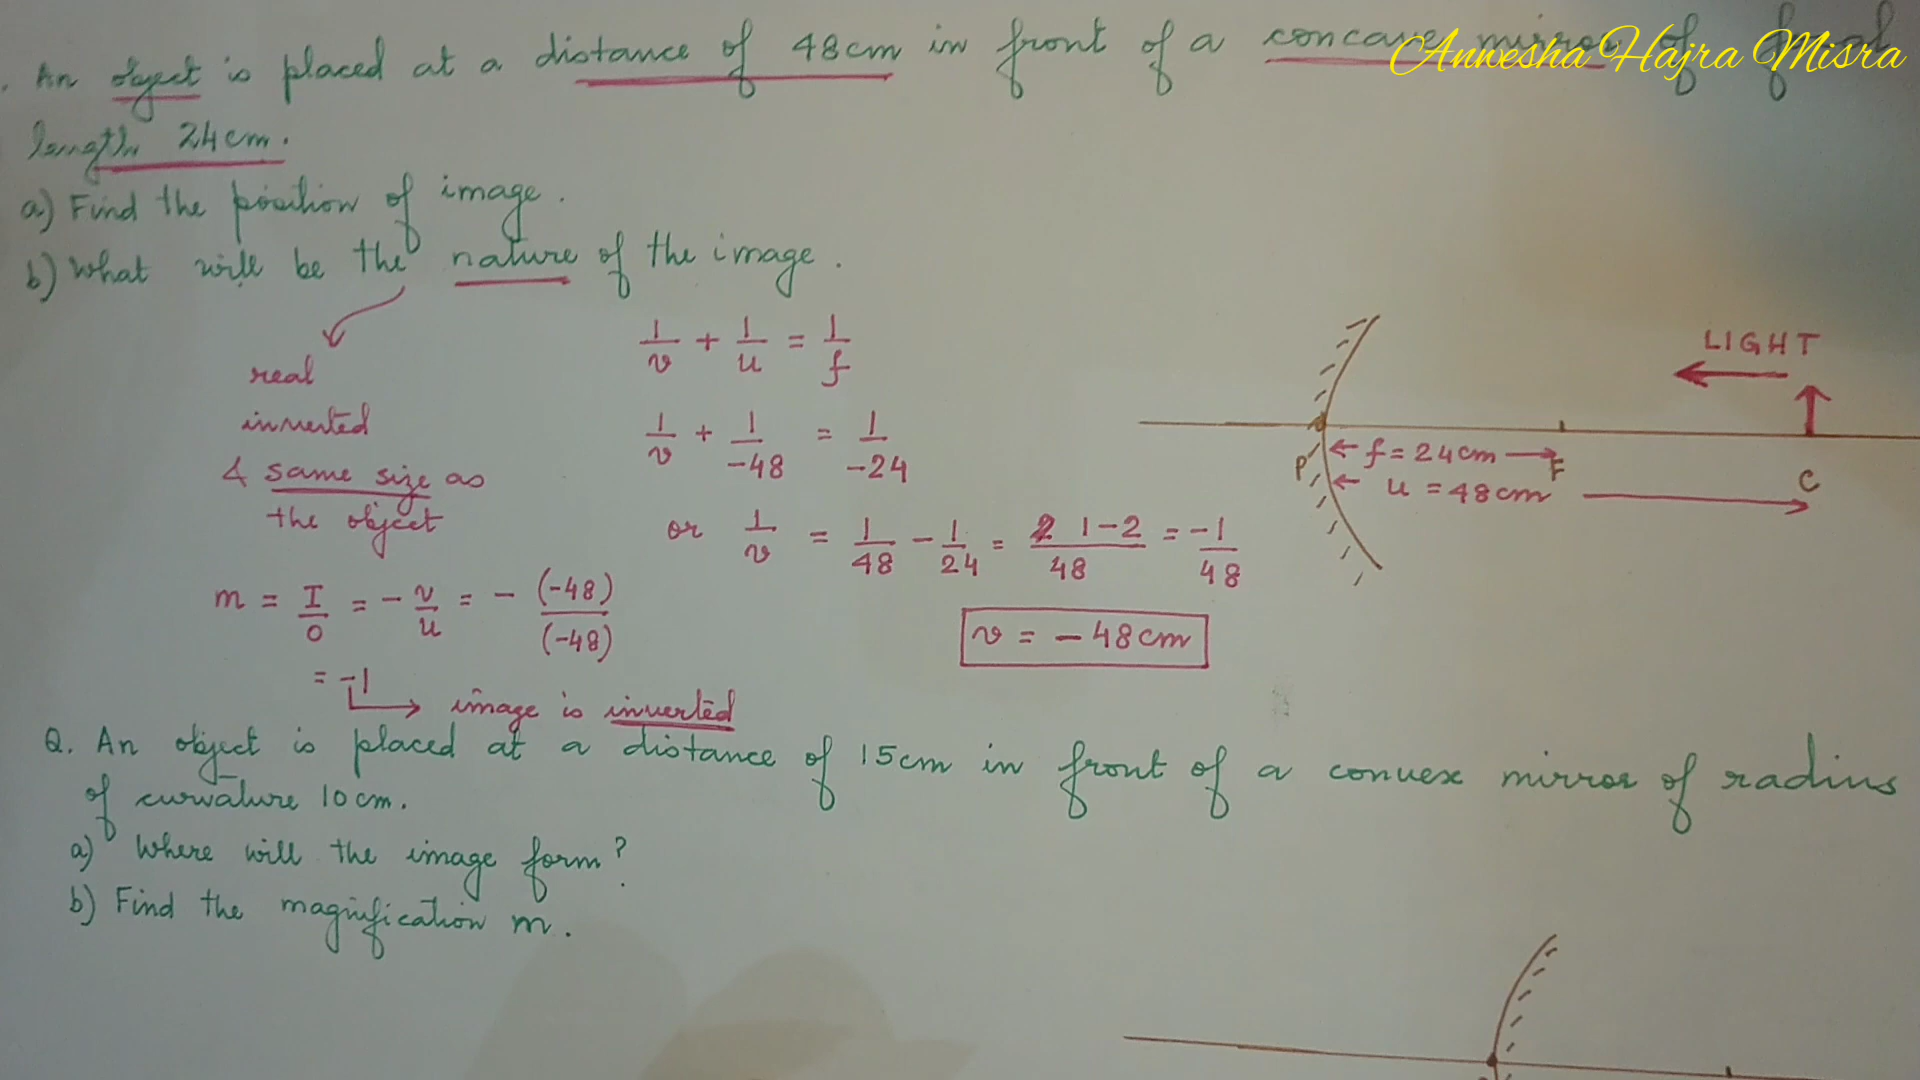 An object is placed at a distance of 48cm in front of a concave mirror of focal
length 24cm.
a) Find the position of image.
b) What will be the nature of the image.
real
inverted
& same size as
the object
1/v + 1/u = 1/f
1/v + 1/-48 = 1/-24
or 1/v = 1/48 - 1/24 = 1-2/48 = -1/48
v = -48cm
m = I/O = - v/u = - (-48)/(-48)
= -1
image is inverted
LIGHT
P
f = 24cm
F
u = 48cm
C
Q. An object is placed at a distance of 15cm in front of a convex mirror of radius
of curvature 10cm.
a) Where will the image form?
b) Find the magnification m.
Annesha Hajra Misra